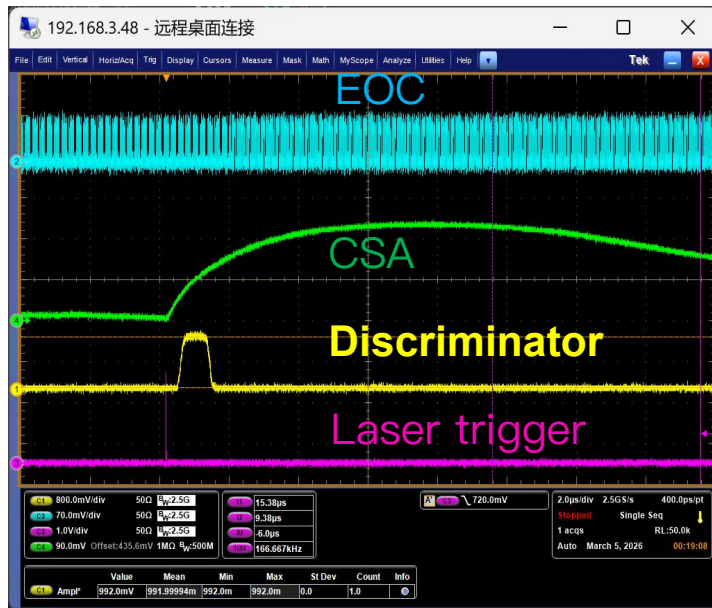 192.168.3.48 - 远程桌面连接
File Edit Vertical Horiz/Acq Trig Display Cursors Measure Mask Math MyScope Analyze Utilities Help Tek X
EOC
2
CSA
4
Discriminator
1
Laser trigger
C1 800.0mV/div 50Ω BW:2.5G
C2 70.0mV/div 50Ω BW:2.5G
C3 1.0V/div 50Ω BW:2.5G
C4 90.0mV Offset:435.6mV 1MΩ BW:500M
t1 15.38µs
t2 9.38µs
Δt -6.0µs
1/Δt 166.667kHz
A' C3 720.0mV
2.0µs/div 2.5GS/s 400.0ps/pt
Stopped Single Seq
1 acqs RL:50.0k
Auto March 5, 2026 00:19:08
Value Mean Min Max St Dev Count Info
C1 Ampl* 992.0mV 991.99994m 992.0m 992.0m 0.0 1.0